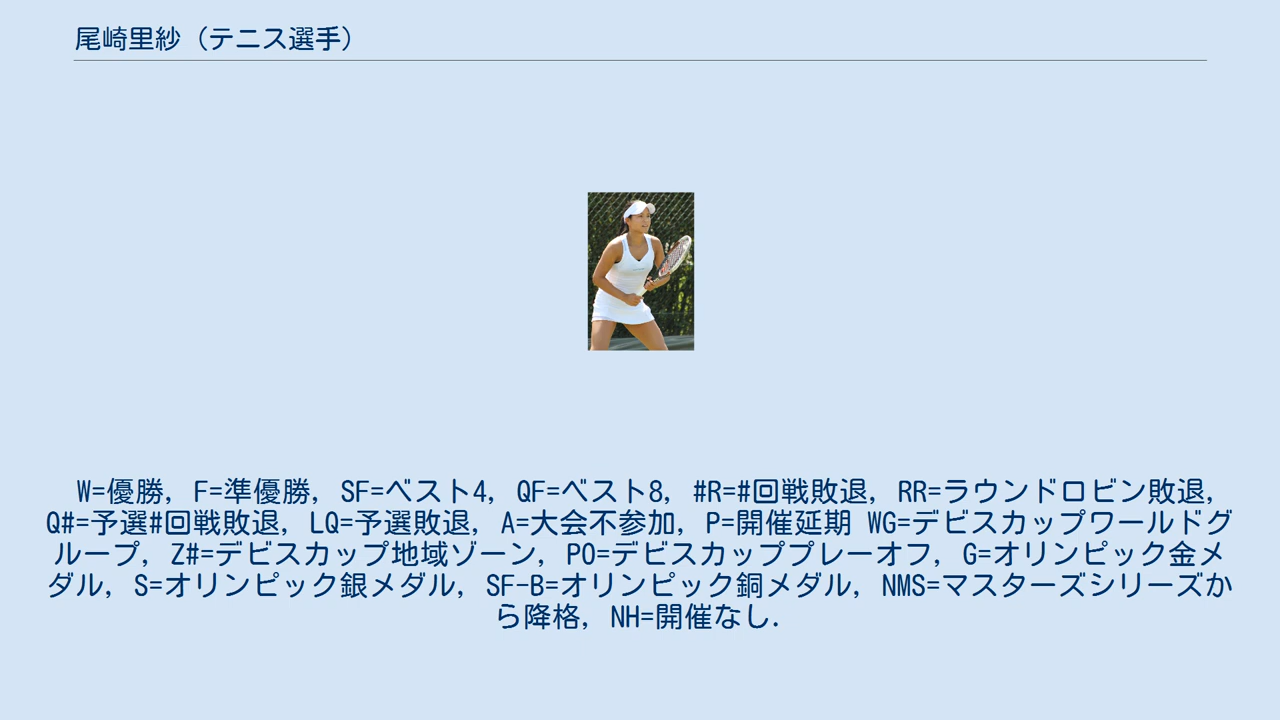 尾崎里紗（テニス選手）
W=優勝, F=準優勝, SF=ベスト4, QF=ベスト8, #R=#回戦敗退, RR=ラウンドロビン敗退,
Q#=予選#回戦敗退, LQ=予選敗退, A=大会不参加, P=開催延期 WG=デビスカップワールドグ
ループ, Z#=デビスカップ地域ゾーン, PO=デビスカッププレーオフ, G=オリンピック金メ
ダル, S=オリンピック銀メダル, SF-B=オリンピック銅メダル, NMS=マスターズシリーズか
ら降格, NH=開催なし.